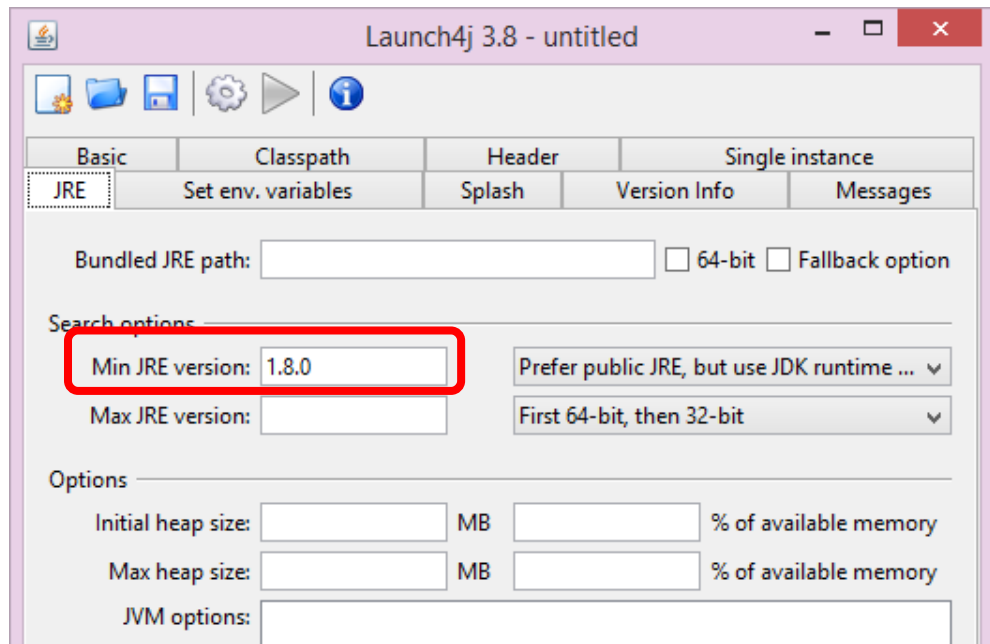 Launch4j 3.8 - untitled
Basic Classpath Header Single instance
JRE Set env. variables Splash Version Info Messages
Bundled JRE path: 64-bit Fallback option
Search options
Min JRE version: 1.8.0 Prefer public JRE, but use JDK runtime ...
Max JRE version: First 64-bit, then 32-bit
Options
Initial heap size: MB % of available memory
Max heap size: MB % of available memory
JVM options: